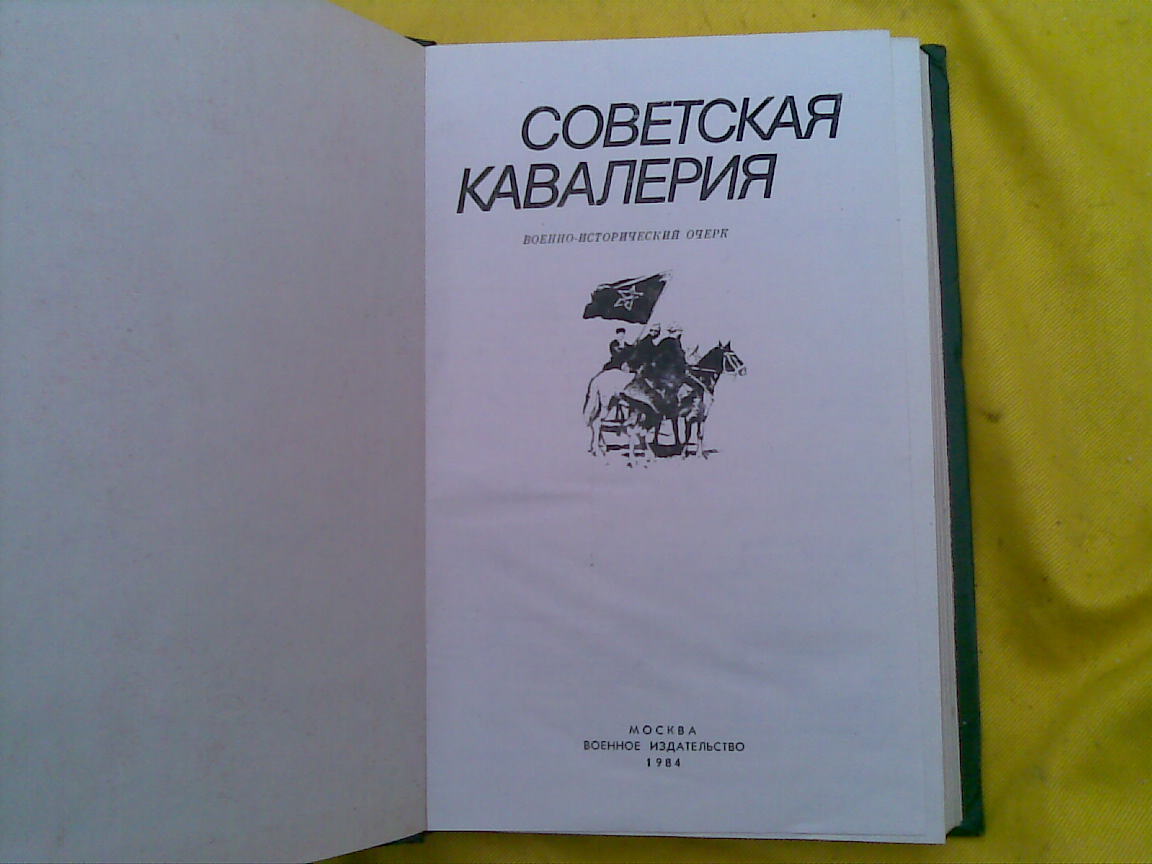 СОВЕТСКАЯ
КАВАЛЕРИЯ
ВОЕННО-ИСТОРИЧЕСКИЙ ОЧЕРК
МОСКВА
ВОЕННОЕ ИЗДАТЕЛЬСТВО
1984